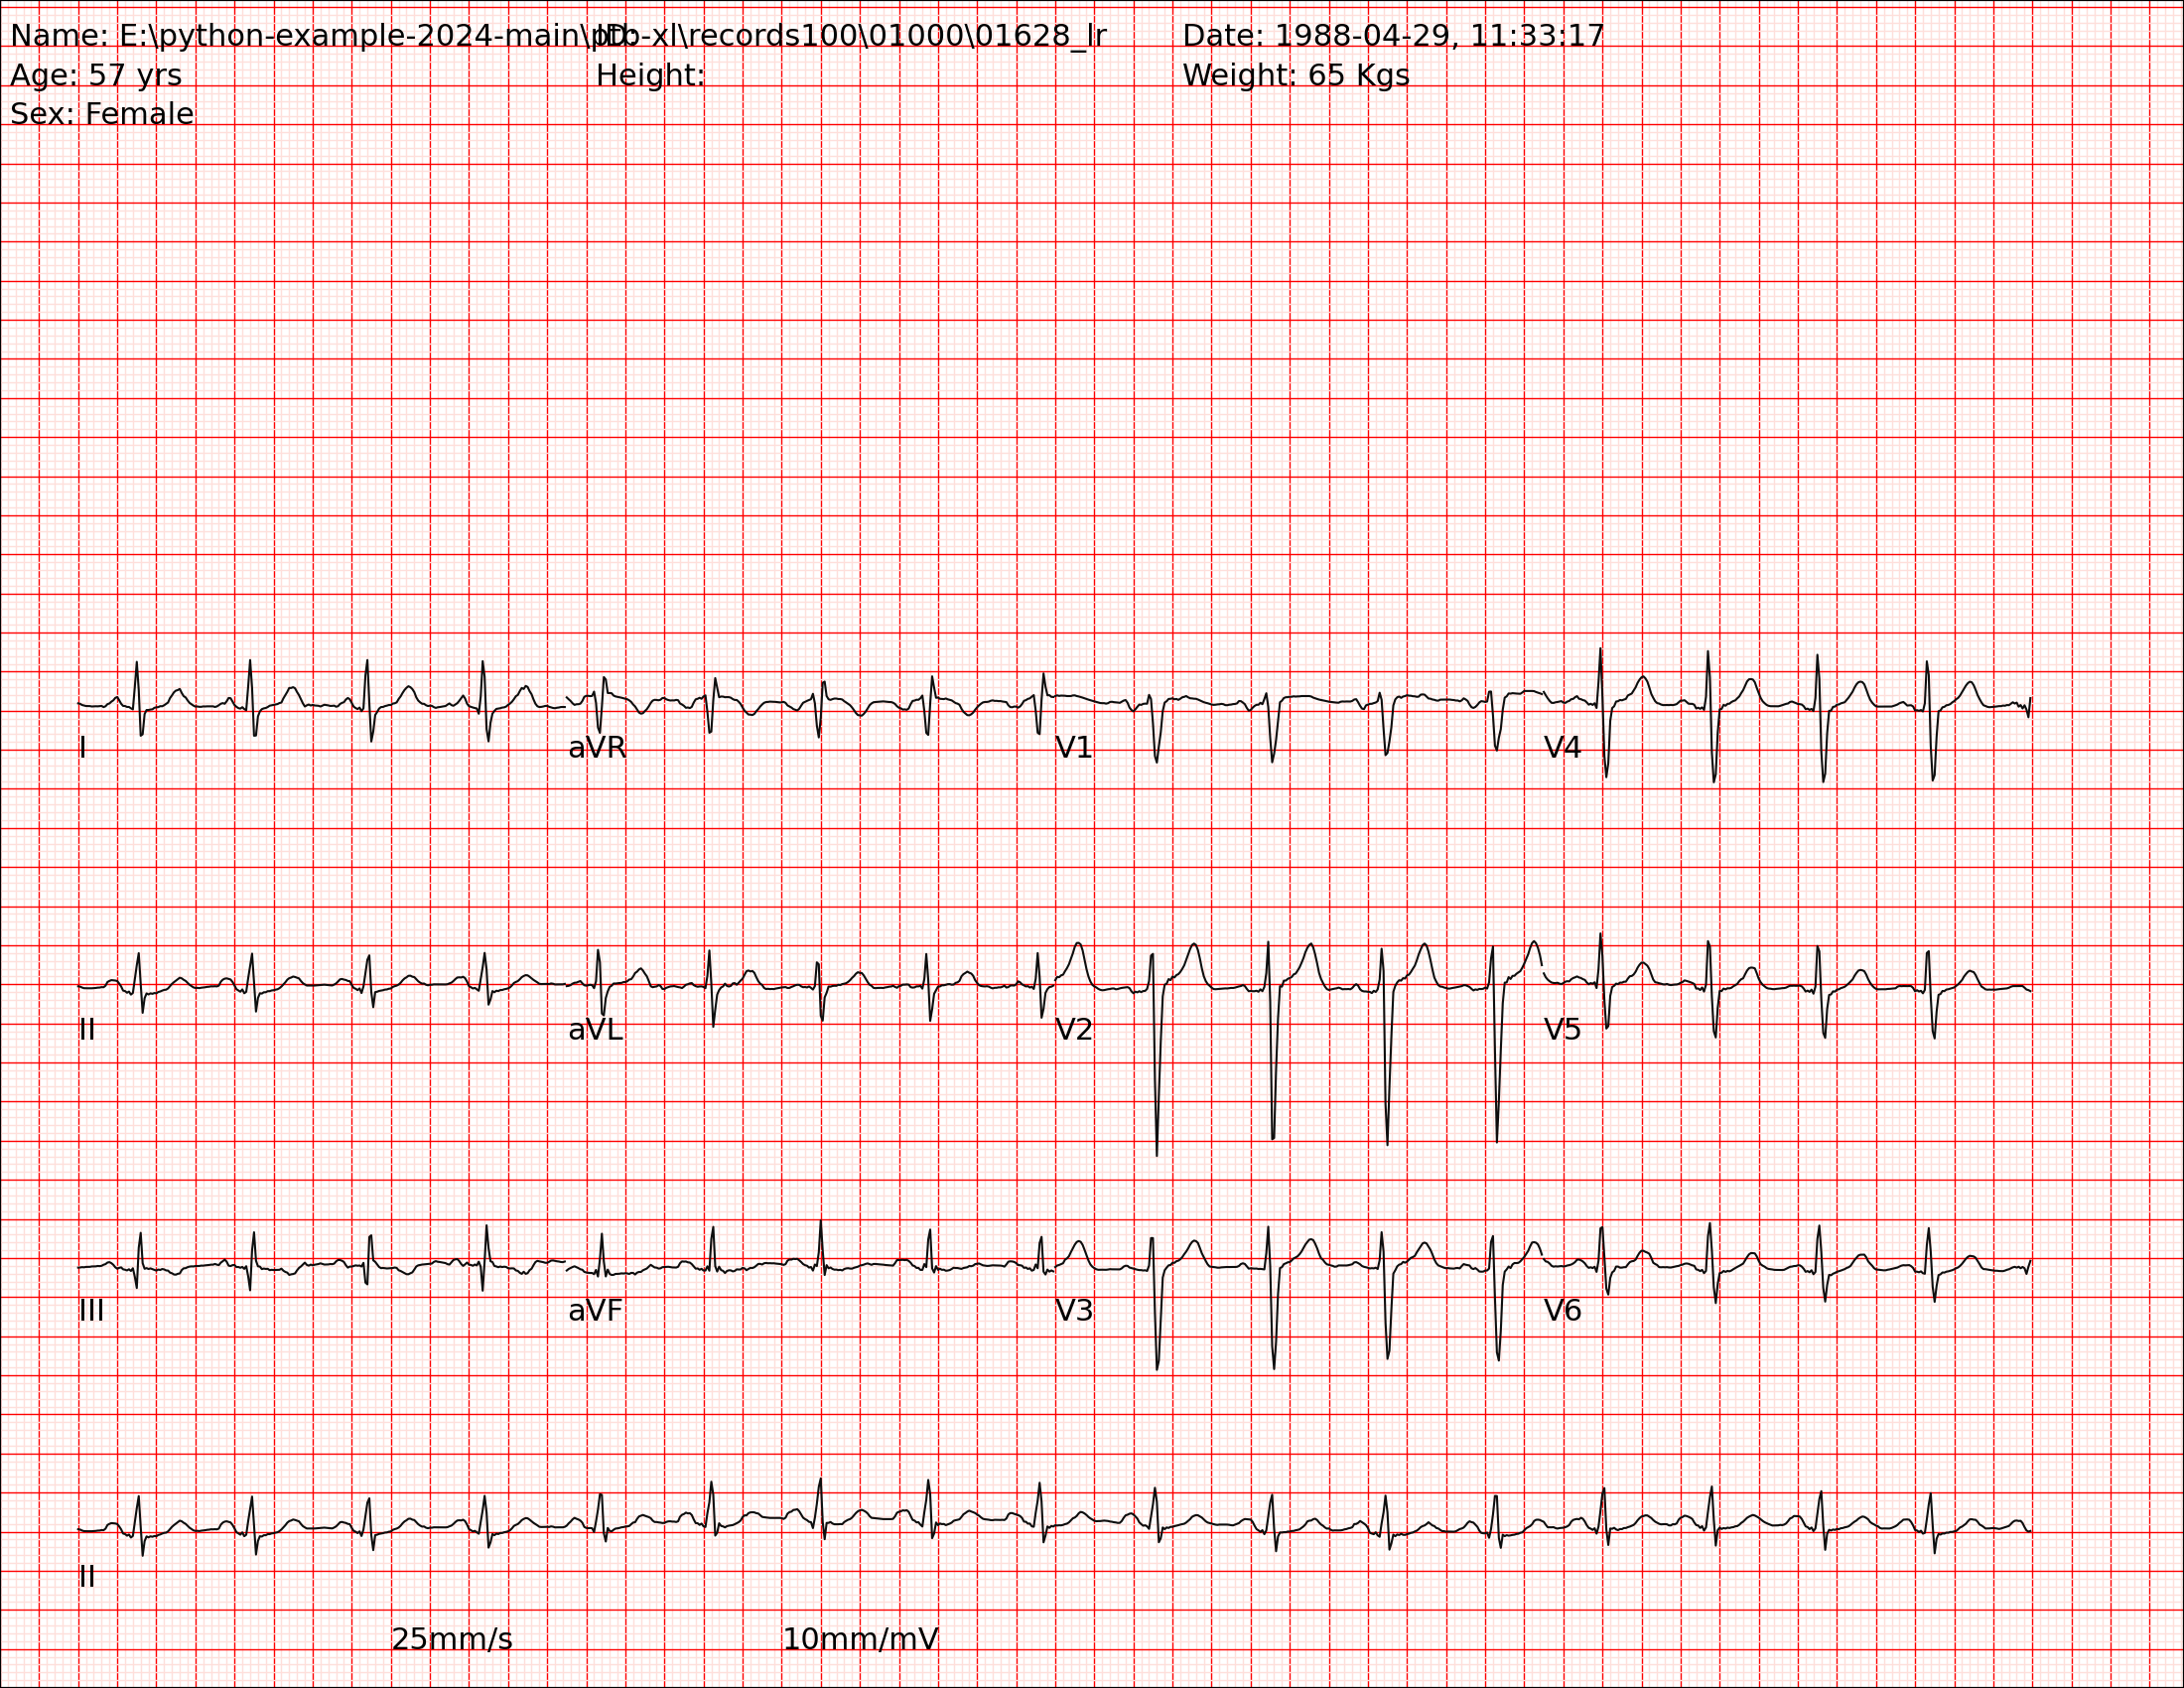 Name: E:\python-example-2024-main\ptb-xl\records100\01000\01628_lr ID: Date: 1988-04-29, 11:33:17
Age: 57 yrs Height: Weight: 65 Kgs
Sex: Female
I aVR V1 V4
II aVL V2 V5
III aVF V3 V6
II
25mm/s 10mm/mV